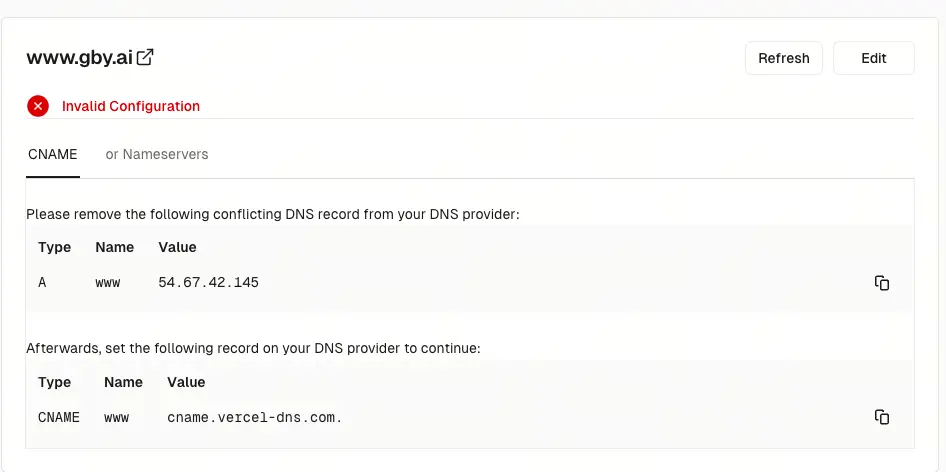 www.gby.ai
Refresh
Edit
Invalid Configuration
CNAME or Nameservers
Please remove the following conflicting DNS record from your DNS provider:
Type Name Value
A www 54.67.42.145
Afterwards, set the following record on your DNS provider to continue:
Type Name Value
CNAME www cname.vercel-dns.com.